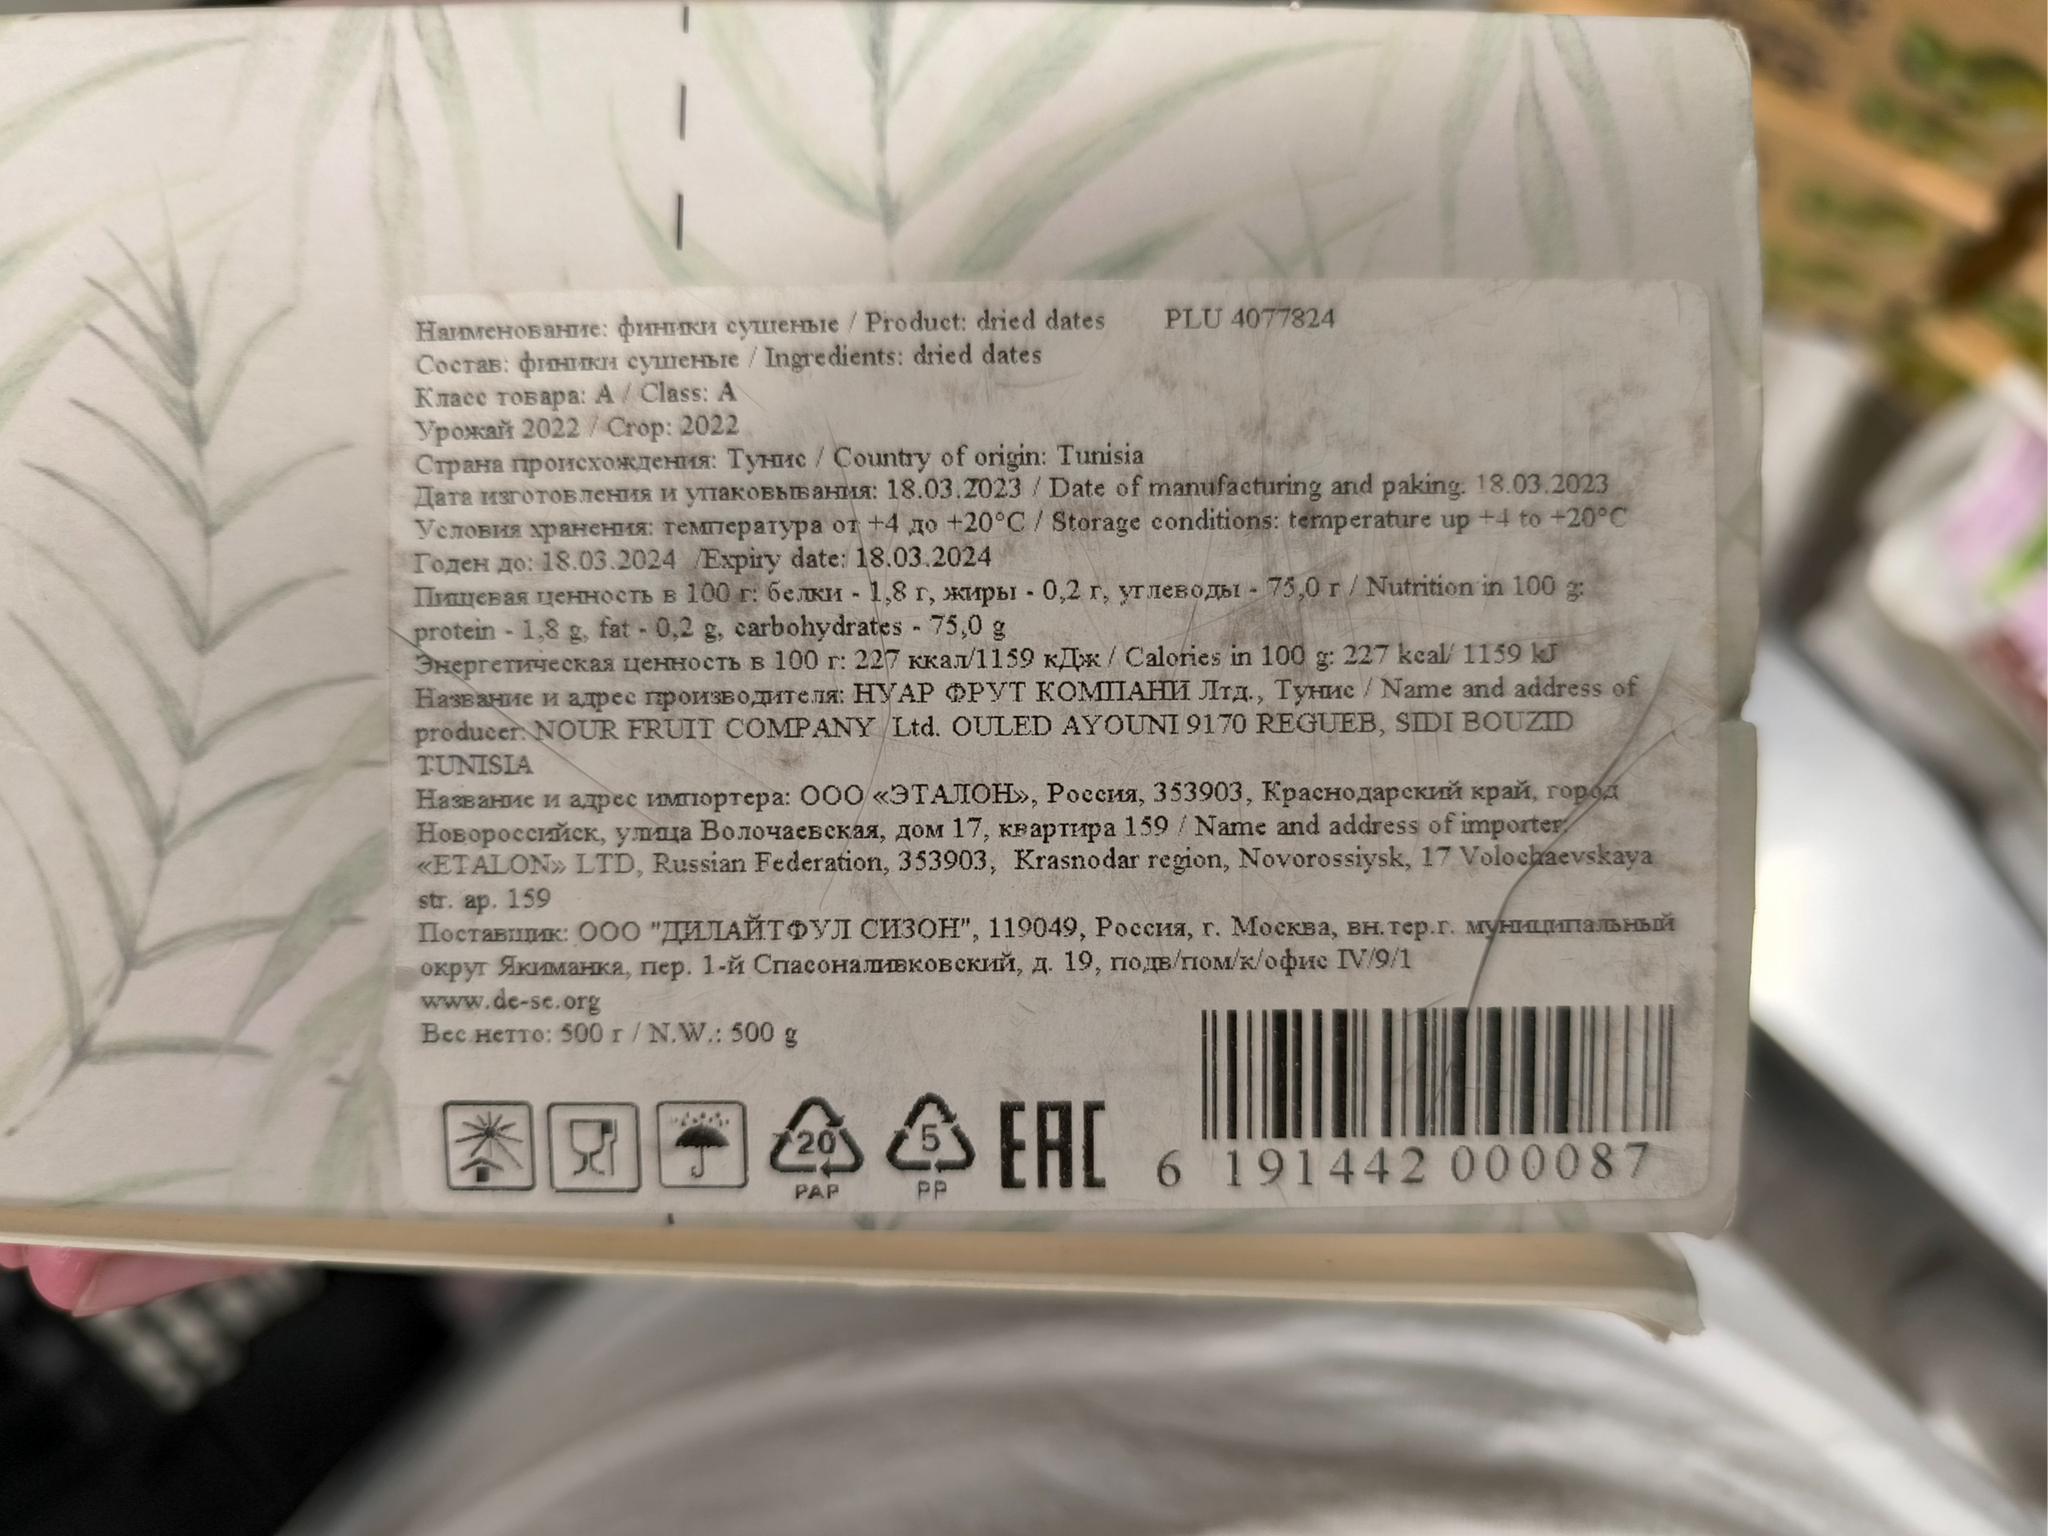 Наименование: финики сушеные / Product: dried dates PLU 4077824
Состав: финики сушеные / Ingredients: dried dates
Класс товара: А / Class: A
Урожай 2022 / Crop: 2022
Страна происхождения: Тунис / Country of origin: Tunisia
Дата изготовления и упаковывания: 18.03.2023 / Date of manufacturing and paking: 18.03.2023
Условия хранения: температура от +4 до +20°C / Storage conditions: temperature up +4 to +20°C
Годен до: 18.03.2024 /Expiry date: 18.03.2024
Пищевая ценность в 100 г: белки - 1,8 г, жиры - 0,2 г, углеводы - 75,0 г / Nutrition in 100 g:
protein - 1,8 g, fat - 0,2 g, carbohydrates - 75,0 g
Энергетическая ценность в 100 г: 227 ккал/1159 кДж / Calories in 100 g: 227 kcal/ 1159 kJ
Название и адрес производителя: НУАР ФРУТ КОМПАНИ Лтд., Тунис / Name and address of
producer: NOUR FRUIT COMPANY Ltd. OULED AYOUNI 9170 REGUEB, SIDI BOUZID
TUNISIA
Название и адрес импортера: ООО «ЭТАЛОН», Россия, 353903, Краснодарский край, город
Новороссийск, улица Волочаевская, дом 17, квартира 159 / Name and address of importer:
«ETALON» LTD, Russian Federation, 353903, Krasnodar region, Novorossiysk, 17 Volochaevskaya
str. ap. 159
Поставщик: ООО "ДИЛАЙТФУЛ СИЗОН", 119049, Россия, г. Москва, вн.тер.г. муниципальный
округ Якиманка, пер. 1-й Спасоналивковский, д. 19, подв/пом/к/офис IV/9/1
www.de-se.org
Вес нетто: 500 г / N.W.: 500 g
20 5 EAC
PAP PP
6 191442 000087